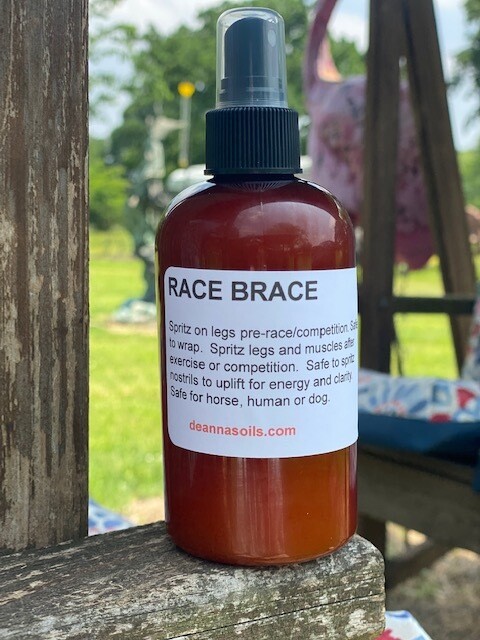 RACE BRACE
Spritz on legs pre-race/competition. Safe
to wrap. Spritz legs and muscles after
exercise or competition. Safe to spritz
nostrils to uplift for energy and clarity.
Safe for horse, human or dog.
deannasoils.com